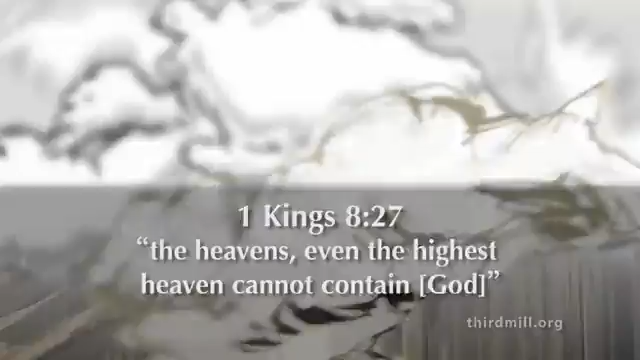 1 Kings 8:27
“the heavens, even the highest
heaven cannot contain [God]”
thirdmill.org